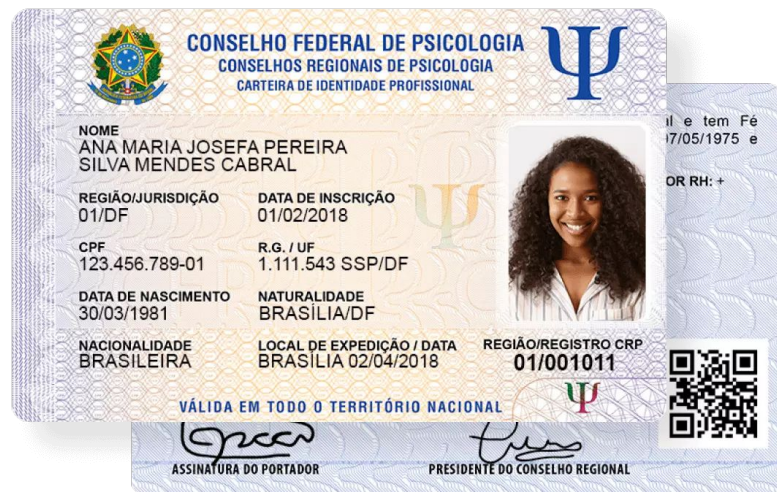 CONSELHO FEDERAL DE PSICOLOGIA
CONSELHOS REGIONAIS DE PSICOLOGIA
CARTEIRA DE IDENTIDADE PROFISSIONAL
NOME
ANA MARIA JOSEFA PEREIRA
SILVA MENDES CABRAL
REGIÃO/JURISDIÇÃO DATA DE INSCRIÇÃO
01/DF 01/02/2018
CPF R.G. / UF
123.456.789-01 1.111.543 SSP/DF
DATA DE NASCIMENTO NATURALIDADE
30/03/1981 BRASÍLIA/DF
NACIONALIDADE LOCAL DE EXPEDIÇÃO / DATA REGIÃO/REGISTRO CRP
BRASILEIRA BRASÍLIA 02/04/2018 01/001011
VÁLIDA EM TODO O TERRITÓRIO NACIONAL
l e tem Fé
07/05/1975 e
OR RH: +
ASSINATURA DO PORTADOR PRESIDENTE DO CONSELHO REGIONAL